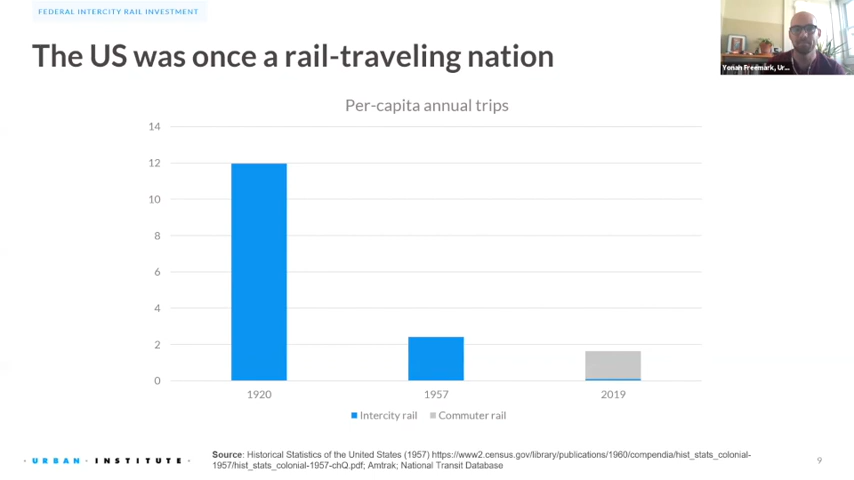 FEDERAL INTERCITY RAIL INVESTMENT
The US was once a rail-traveling nation
Yonah Freemark, Ur...
Per-capita annual trips
14
12
10
8
6
4
2
0
1920
1957
2019
Intercity rail
Commuter rail
· URBAN · INSTITUTE ·
Source: Historical Statistics of the United States (1957) https://www2.census.gov/library/publications/1960/compendia/hist_stats_colonial-
1957/hist_stats_colonial-1957-chQ.pdf; Amtrak; National Transit Database
9